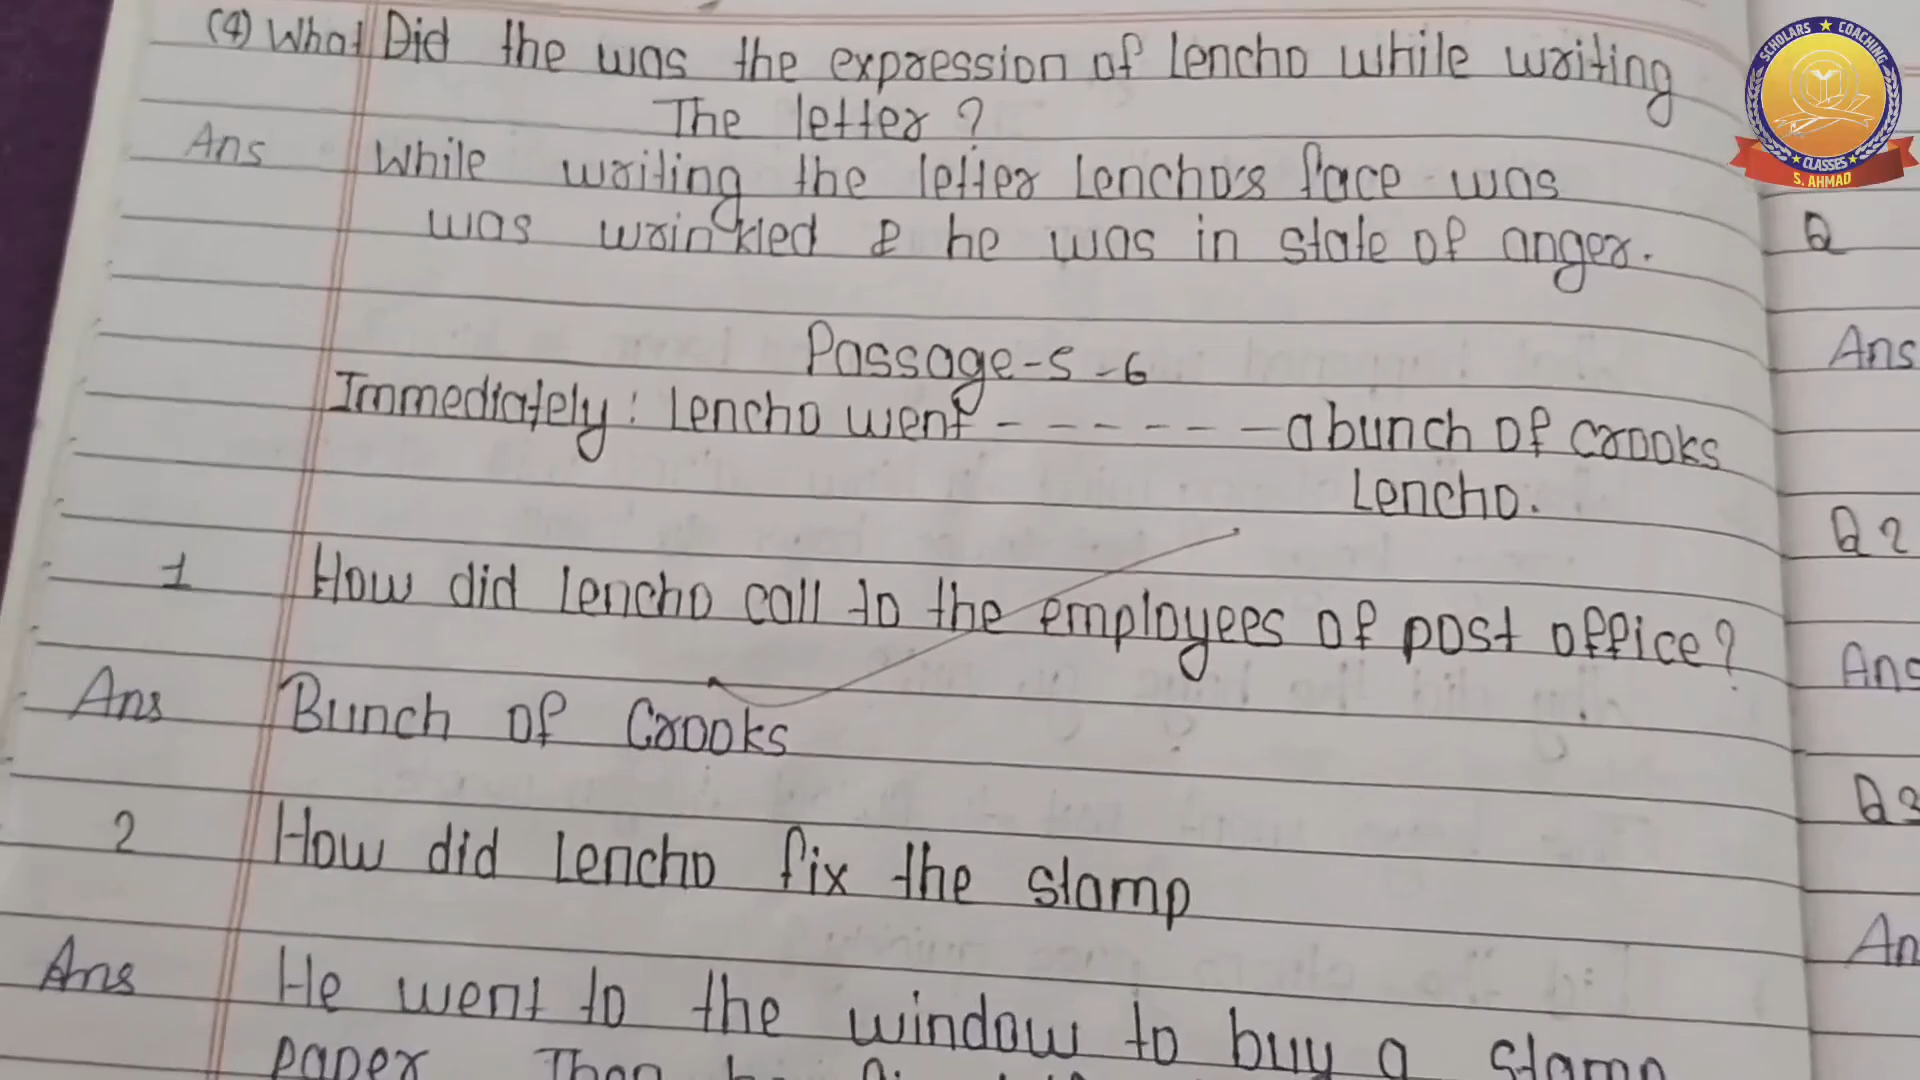 (4) What Did the was the expression of Lencho while writing
The letter ?
Ans While writing the letter Lencho's face was
was wrinkled & he was in state of anger.
Passage-5-6
Immediately: Lencho went - - - - - - a bunch of crooks
Lencho.
1 How did Lencho call to the employees of post office?
Ans Bunch of Crooks
2 How did Lencho fix the stamp
Ans He went to the window to buy a stamp
paper
Q
Ans
Q2
Ans
Q3
An
SCHOLARS ★ COACHING
★ CLASSES ★
S. AHMAD